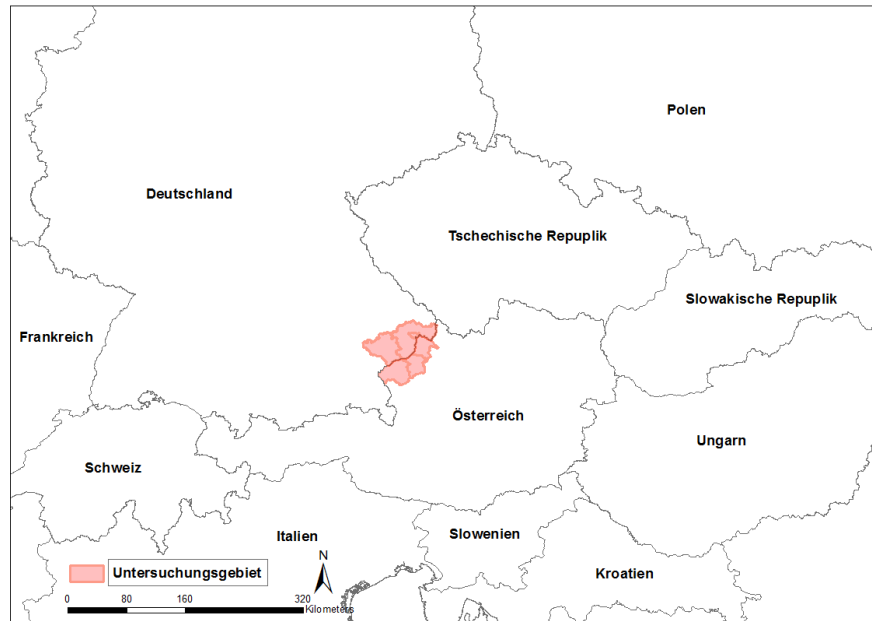 Polen
Deutschland
Tschechische Repuplik
Slowakische Repuplik
Frankreich
Österreich
Ungarn
Schweiz
Italien
Slowenien
N
Untersuchungsgebiet
Kroatien
0 80 160 320
Kilometers